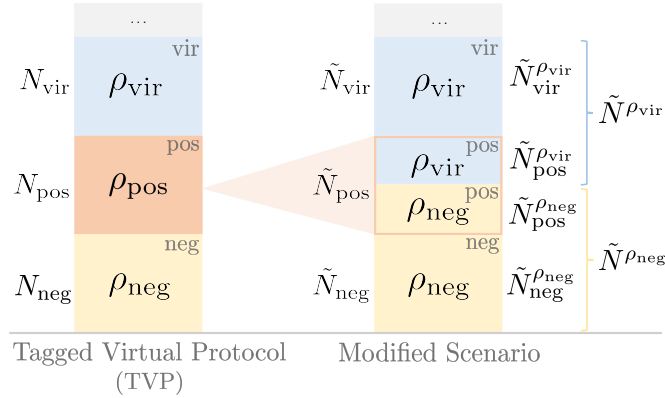 ... ...
vir vir
N_vir ρ_vir Ñ_vir ρ_vir Ñ_vir^ρ_vir
Ñ^ρ_vir
pos pos
N_pos ρ_pos Ñ_pos ρ_vir Ñ_pos^ρ_vir
pos
ρ_neg Ñ_pos^ρ_neg
neg neg
Ñ^ρ_neg
N_neg ρ_neg Ñ_neg ρ_neg Ñ_neg^ρ_neg
Tagged Virtual Protocol Modified Scenario
(TVP)